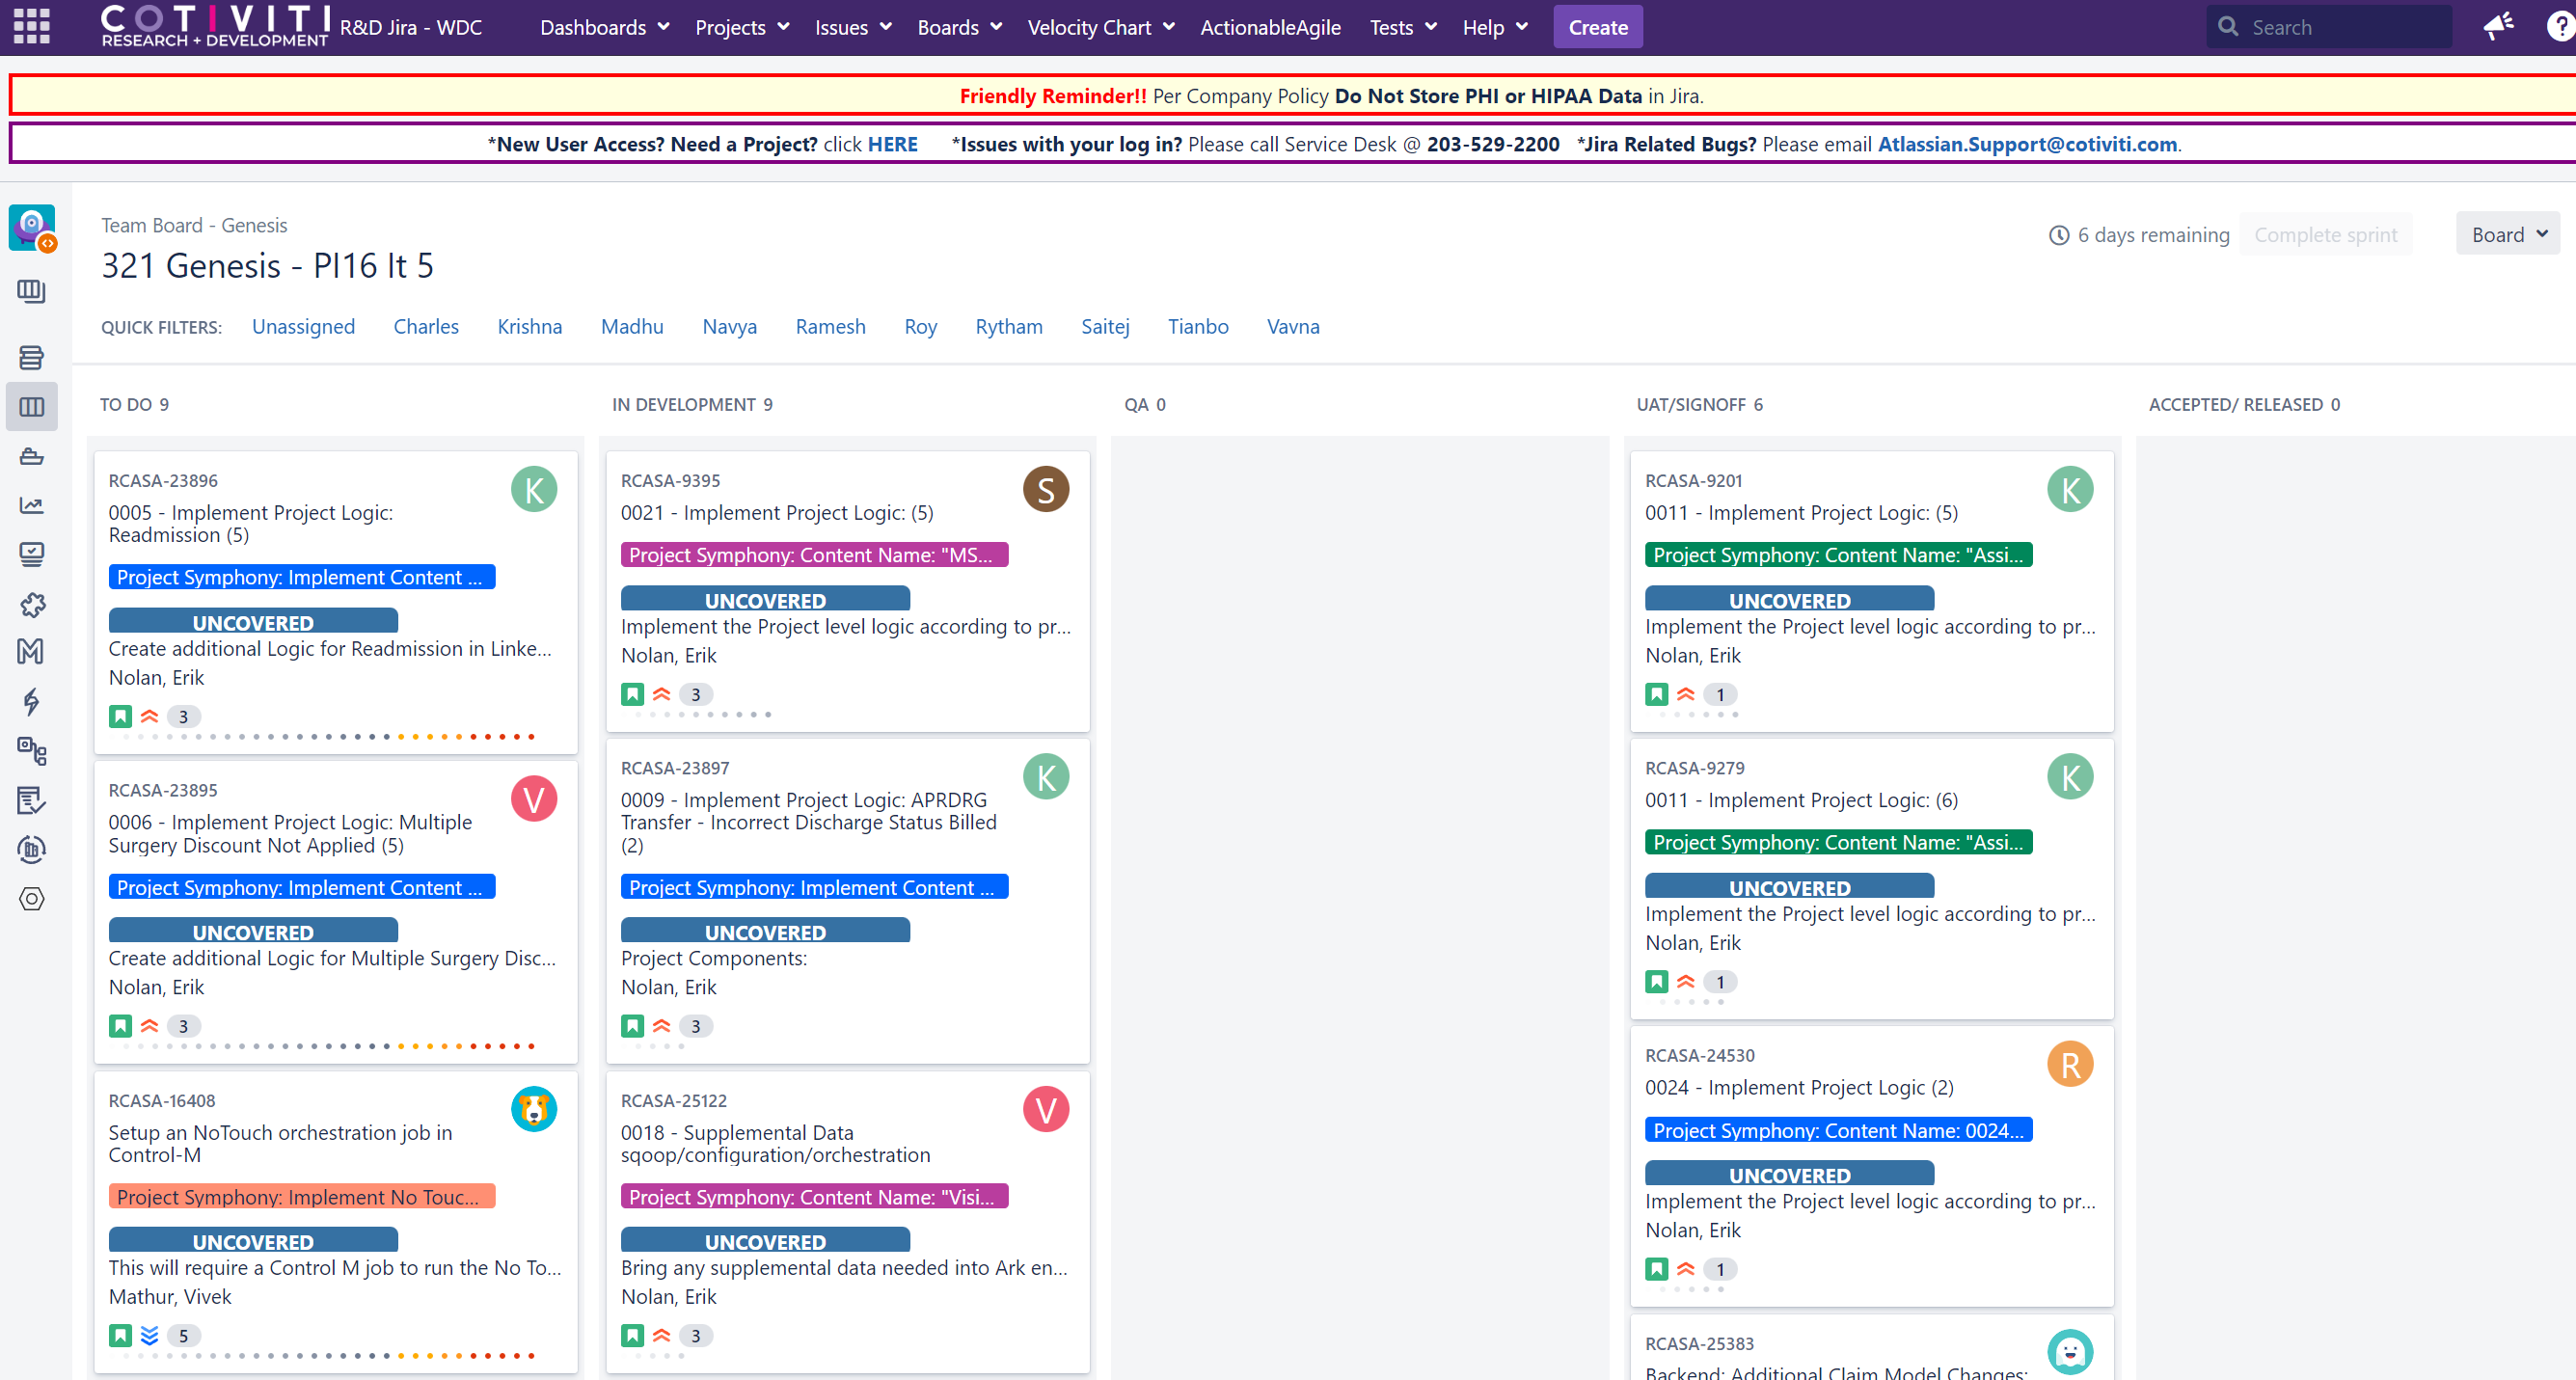 COTIVITI
RESEARCH + DEVELOPMENT
R&D Jira - WDC
Dashboards Projects Issues Boards Velocity Chart ActionableAgile Tests Help Create
Search
?
Friendly Reminder!! Per Company Policy Do Not Store PHI or HIPAA Data in Jira.
*New User Access? Need a Project? click HERE *Issues with your log in? Please call Service Desk @ 203-529-2200 *Jira Related Bugs? Please email Atlassian.Support@cotiviti.com.
Team Board - Genesis
321 Genesis - PI16 It 5
6 days remaining
Complete sprint
Board
QUICK FILTERS: Unassigned Charles Krishna Madhu Navya Ramesh Roy Rytham Saitej Tianbo Vavna
TO DO 9
IN DEVELOPMENT 9
QA 0
UAT/SIGNOFF 6
ACCEPTED/ RELEASED 0
RCASA-23896
K
0005 - Implement Project Logic:
Readmission (5)
Project Symphony: Implement Content ...
UNCOVERED
Create additional Logic for Readmission in Linke...
Nolan, Erik
3
RCASA-23895
V
0006 - Implement Project Logic: Multiple
Surgery Discount Not Applied (5)
Project Symphony: Implement Content ...
UNCOVERED
Create additional Logic for Multiple Surgery Disc...
Nolan, Erik
3
RCASA-16408
Setup an NoTouch orchestration job in
Control-M
Project Symphony: Implement No Touc...
UNCOVERED
This will require a Control M job to run the No To...
Mathur, Vivek
5
RCASA-9395
S
0021 - Implement Project Logic: (5)
Project Symphony: Content Name: "MS...
UNCOVERED
Implement the Project level logic according to pr...
Nolan, Erik
3
RCASA-23897
K
0009 - Implement Project Logic: APRDRG
Transfer - Incorrect Discharge Status Billed
(2)
Project Symphony: Implement Content ...
UNCOVERED
Project Components:
Nolan, Erik
3
RCASA-25122
V
0018 - Supplemental Data
sqoop/configuration/orchestration
Project Symphony: Content Name: "Visi...
UNCOVERED
Bring any supplemental data needed into Ark en...
Nolan, Erik
3
RCASA-9201
K
0011 - Implement Project Logic: (5)
Project Symphony: Content Name: "Assi...
UNCOVERED
Implement the Project level logic according to pr...
Nolan, Erik
1
RCASA-9279
K
0011 - Implement Project Logic: (6)
Project Symphony: Content Name: "Assi...
UNCOVERED
Implement the Project level logic according to pr...
Nolan, Erik
1
RCASA-24530
R
0024 - Implement Project Logic (2)
Project Symphony: Content Name: 0024...
UNCOVERED
Implement the Project level logic according to pr...
Nolan, Erik
1
RCASA-25383
Backend: Additional Claim Model Changes: